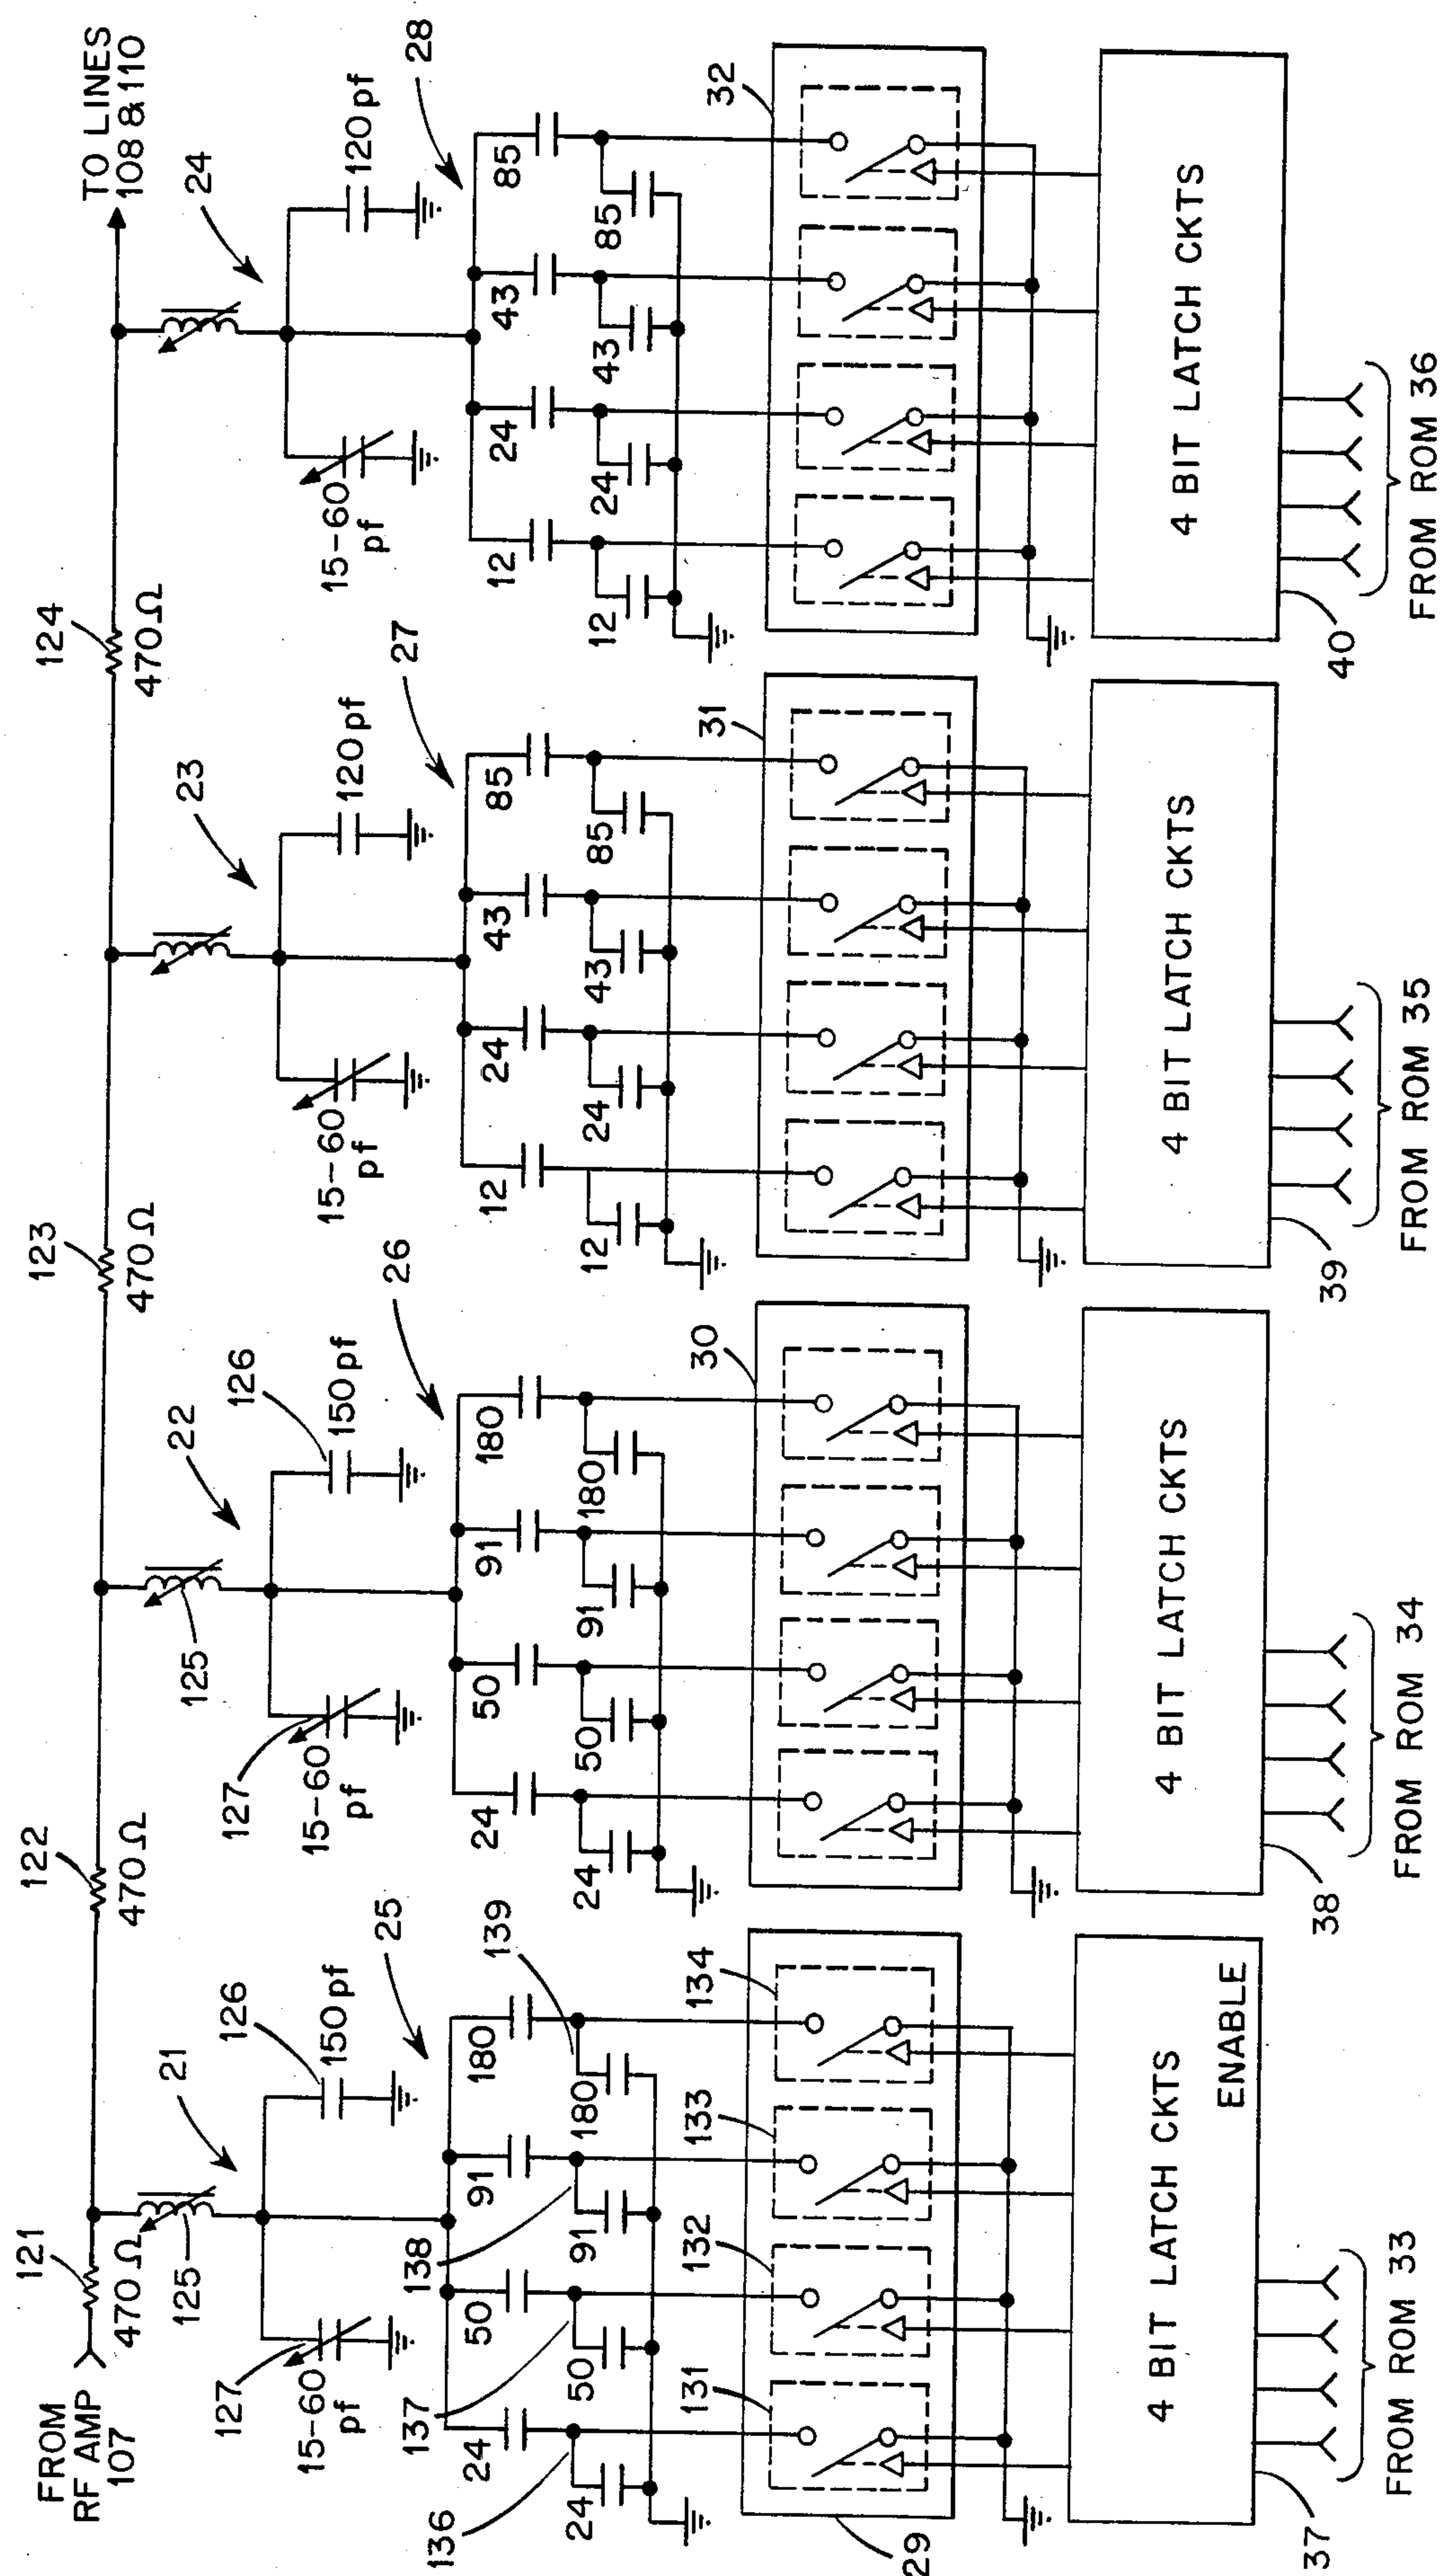 FROM
RF AMP
107
121
470Ω
122
470Ω
123
470Ω
124
470Ω
TO LINES
108 & 110
21
125
126
150pf
127
15-60
pf
25
24
50
91
180
24
50
91
180
136
137
138
139
131
132
133
134
29
4 BIT LATCH CKTS
ENABLE
37
FROM ROM 33
22
125
126
150pf
127
15-60
pf
26
24
50
91
180
24
50
91
180
30
4 BIT LATCH CKTS
38
FROM ROM 34
23
120pf
15-60
pf
27
12
24
43
85
12
24
43
85
31
4 BIT LATCH CKTS
39
FROM ROM 35
24
120pf
15-60
pf
28
12
24
43
85
12
24
43
85
32
4 BIT LATCH CKTS
40
FROM ROM 36